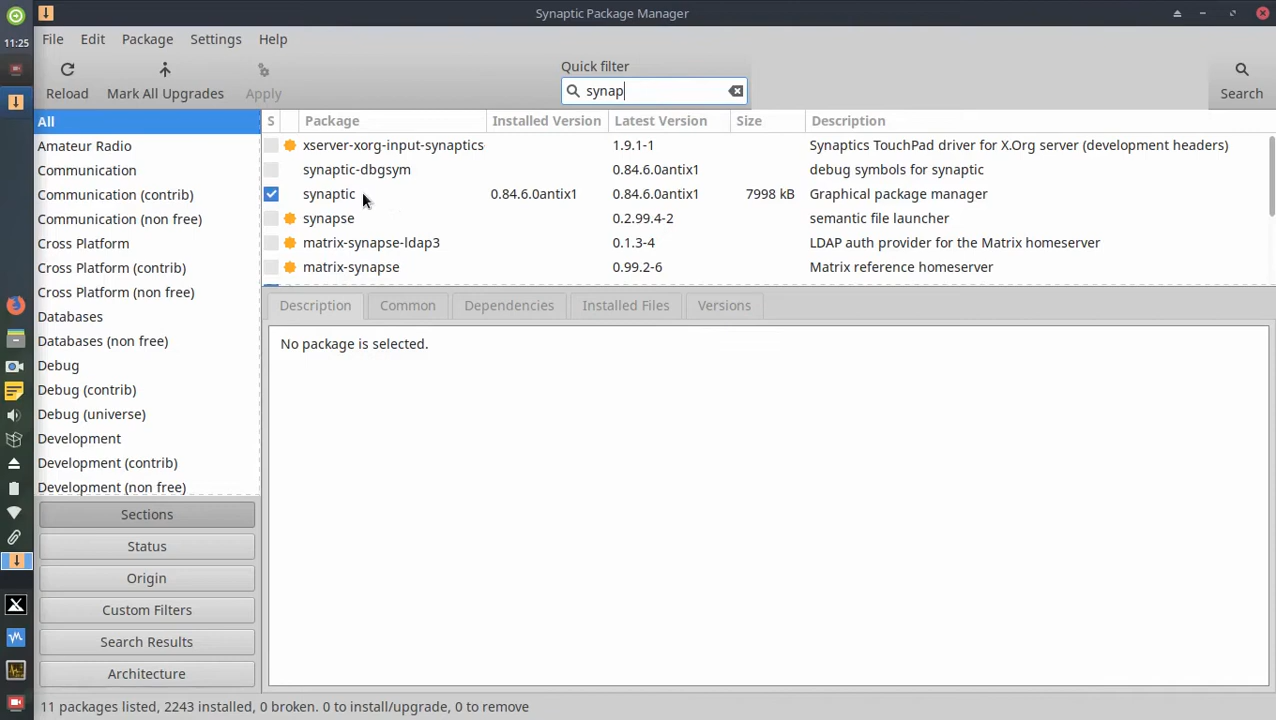 Synaptic Package Manager
11:25
File Edit Package Settings Help
Quick filter
Reload Mark All Upgrades Apply synap Search
All
S Package Installed Version Latest Version Size Description
Amateur Radio
xserver-xorg-input-synaptics 1.9.1-1 Synaptics TouchPad driver for X.Org server (development headers)
Communication
synaptic-dbgsym 0.84.6.0antix1 debug symbols for synaptic
Communication (contrib)
synaptic 0.84.6.0antix1 0.84.6.0antix1 7998 kB Graphical package manager
Communication (non free)
synapse 0.2.99.4-2 semantic file launcher
Cross Platform
matrix-synapse-ldap3 0.1.3-4 LDAP auth provider for the Matrix homeserver
Cross Platform (contrib)
matrix-synapse 0.99.2-6 Matrix reference homeserver
Cross Platform (non free)
Databases
Databases (non free)
Debug
Debug (contrib)
Debug (universe)
Development
Development (contrib)
Development (non free)
Description Common Dependencies Installed Files Versions
No package is selected.
Sections
Status
Origin
Custom Filters
Search Results
Architecture
11 packages listed, 2243 installed, 0 broken. 0 to install/upgrade, 0 to remove